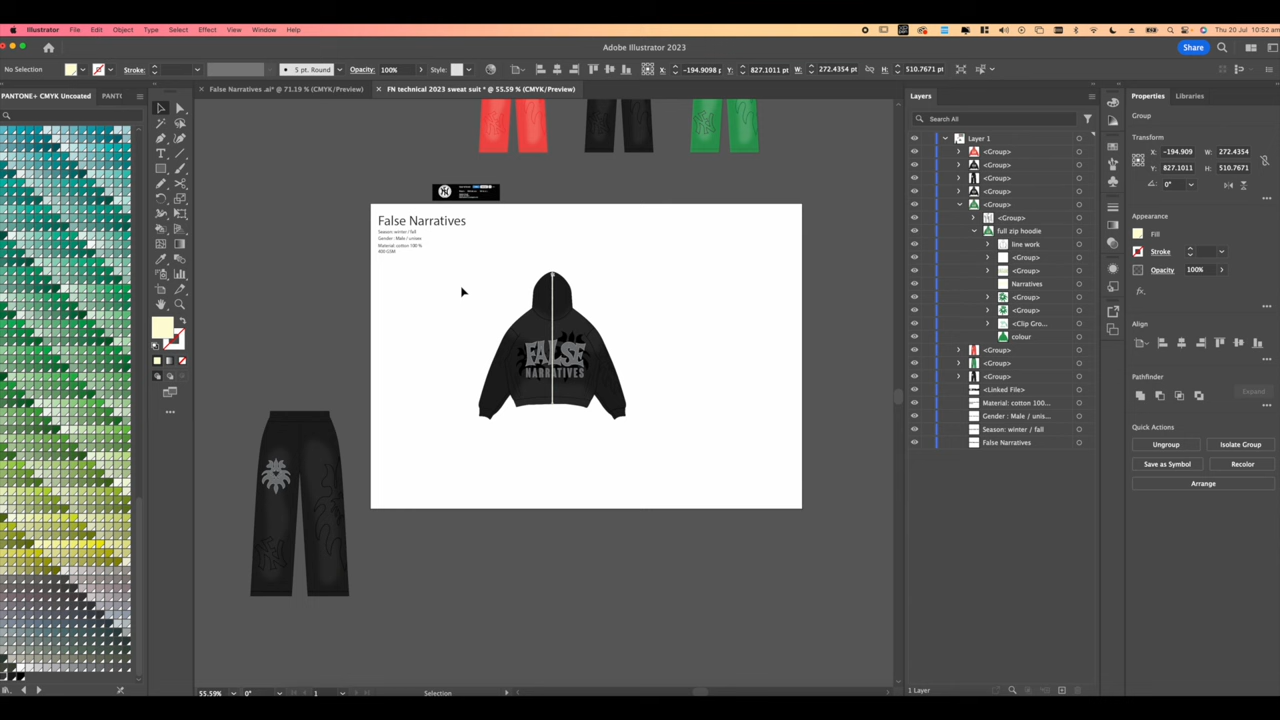 Illustrator File Edit Object Type Select Effect View Window Help
Thu 20 Jul 10:52 am
Adobe Illustrator 2023
Share
No Selection
Stroke:
5 pt. Round
Opacity: 100%
Style:
X: -194.9098 p
Y: 827.1011 pt
W: 272.4354 pt
H: 510.7671 pt
PANTONE+ CMYK Uncoated
PANTO
False Narratives .ai* @ 71.19 % (CMYK/Preview)
FN technical 2023 sweat suit * @ 55.59 % (CMYK/Preview)
False Narratives
Season: winter / fall
Gender : Male / unisex
Material: cotton 100 %
400 GSM
FALSE
NARRATIVES
55.59%
0°
1
Selection
Layers
Search All
Layer 1
<Group>
<Group>
<Group>
<Group>
<Group>
<Group>
full zip hoodie
line work
<Group>
<Group>
Narratives
<Group>
<Group>
<Clip Gro...
colour
<Group>
<Group>
<Group>
<Linked File>
Material: cotton 100...
Gender : Male / unis...
Season: winter / fall
False Narratives
1 Layer
Properties
Libraries
Group
Transform
X: -194.909
W: 272.4354
Y: 827.1011
H: 510.7671
0°
Appearance
Fill
Stroke
Opacity 100%
fx.
Align
Pathfinder
Expand
Quick Actions
Ungroup
Isolate Group
Save as Symbol
Recolor
Arrange